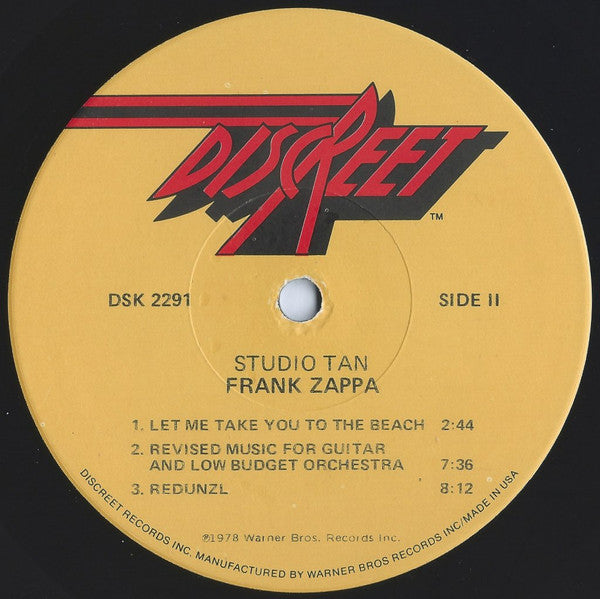 DISCREET
TM
DSK 2291
SIDE II
STUDIO TAN
FRANK ZAPPA
1. LET ME TAKE YOU TO THE BEACH 2:44
2. REVISED MUSIC FOR GUITAR
AND LOW BUDGET ORCHESTRA 7:36
3. REDUNZL 8:12
℗1978 Warner Bros. Records Inc.
DISCREET RECORDS INC. MANUFACTURED BY WARNER BROS RECORDS INC/MADE IN USA